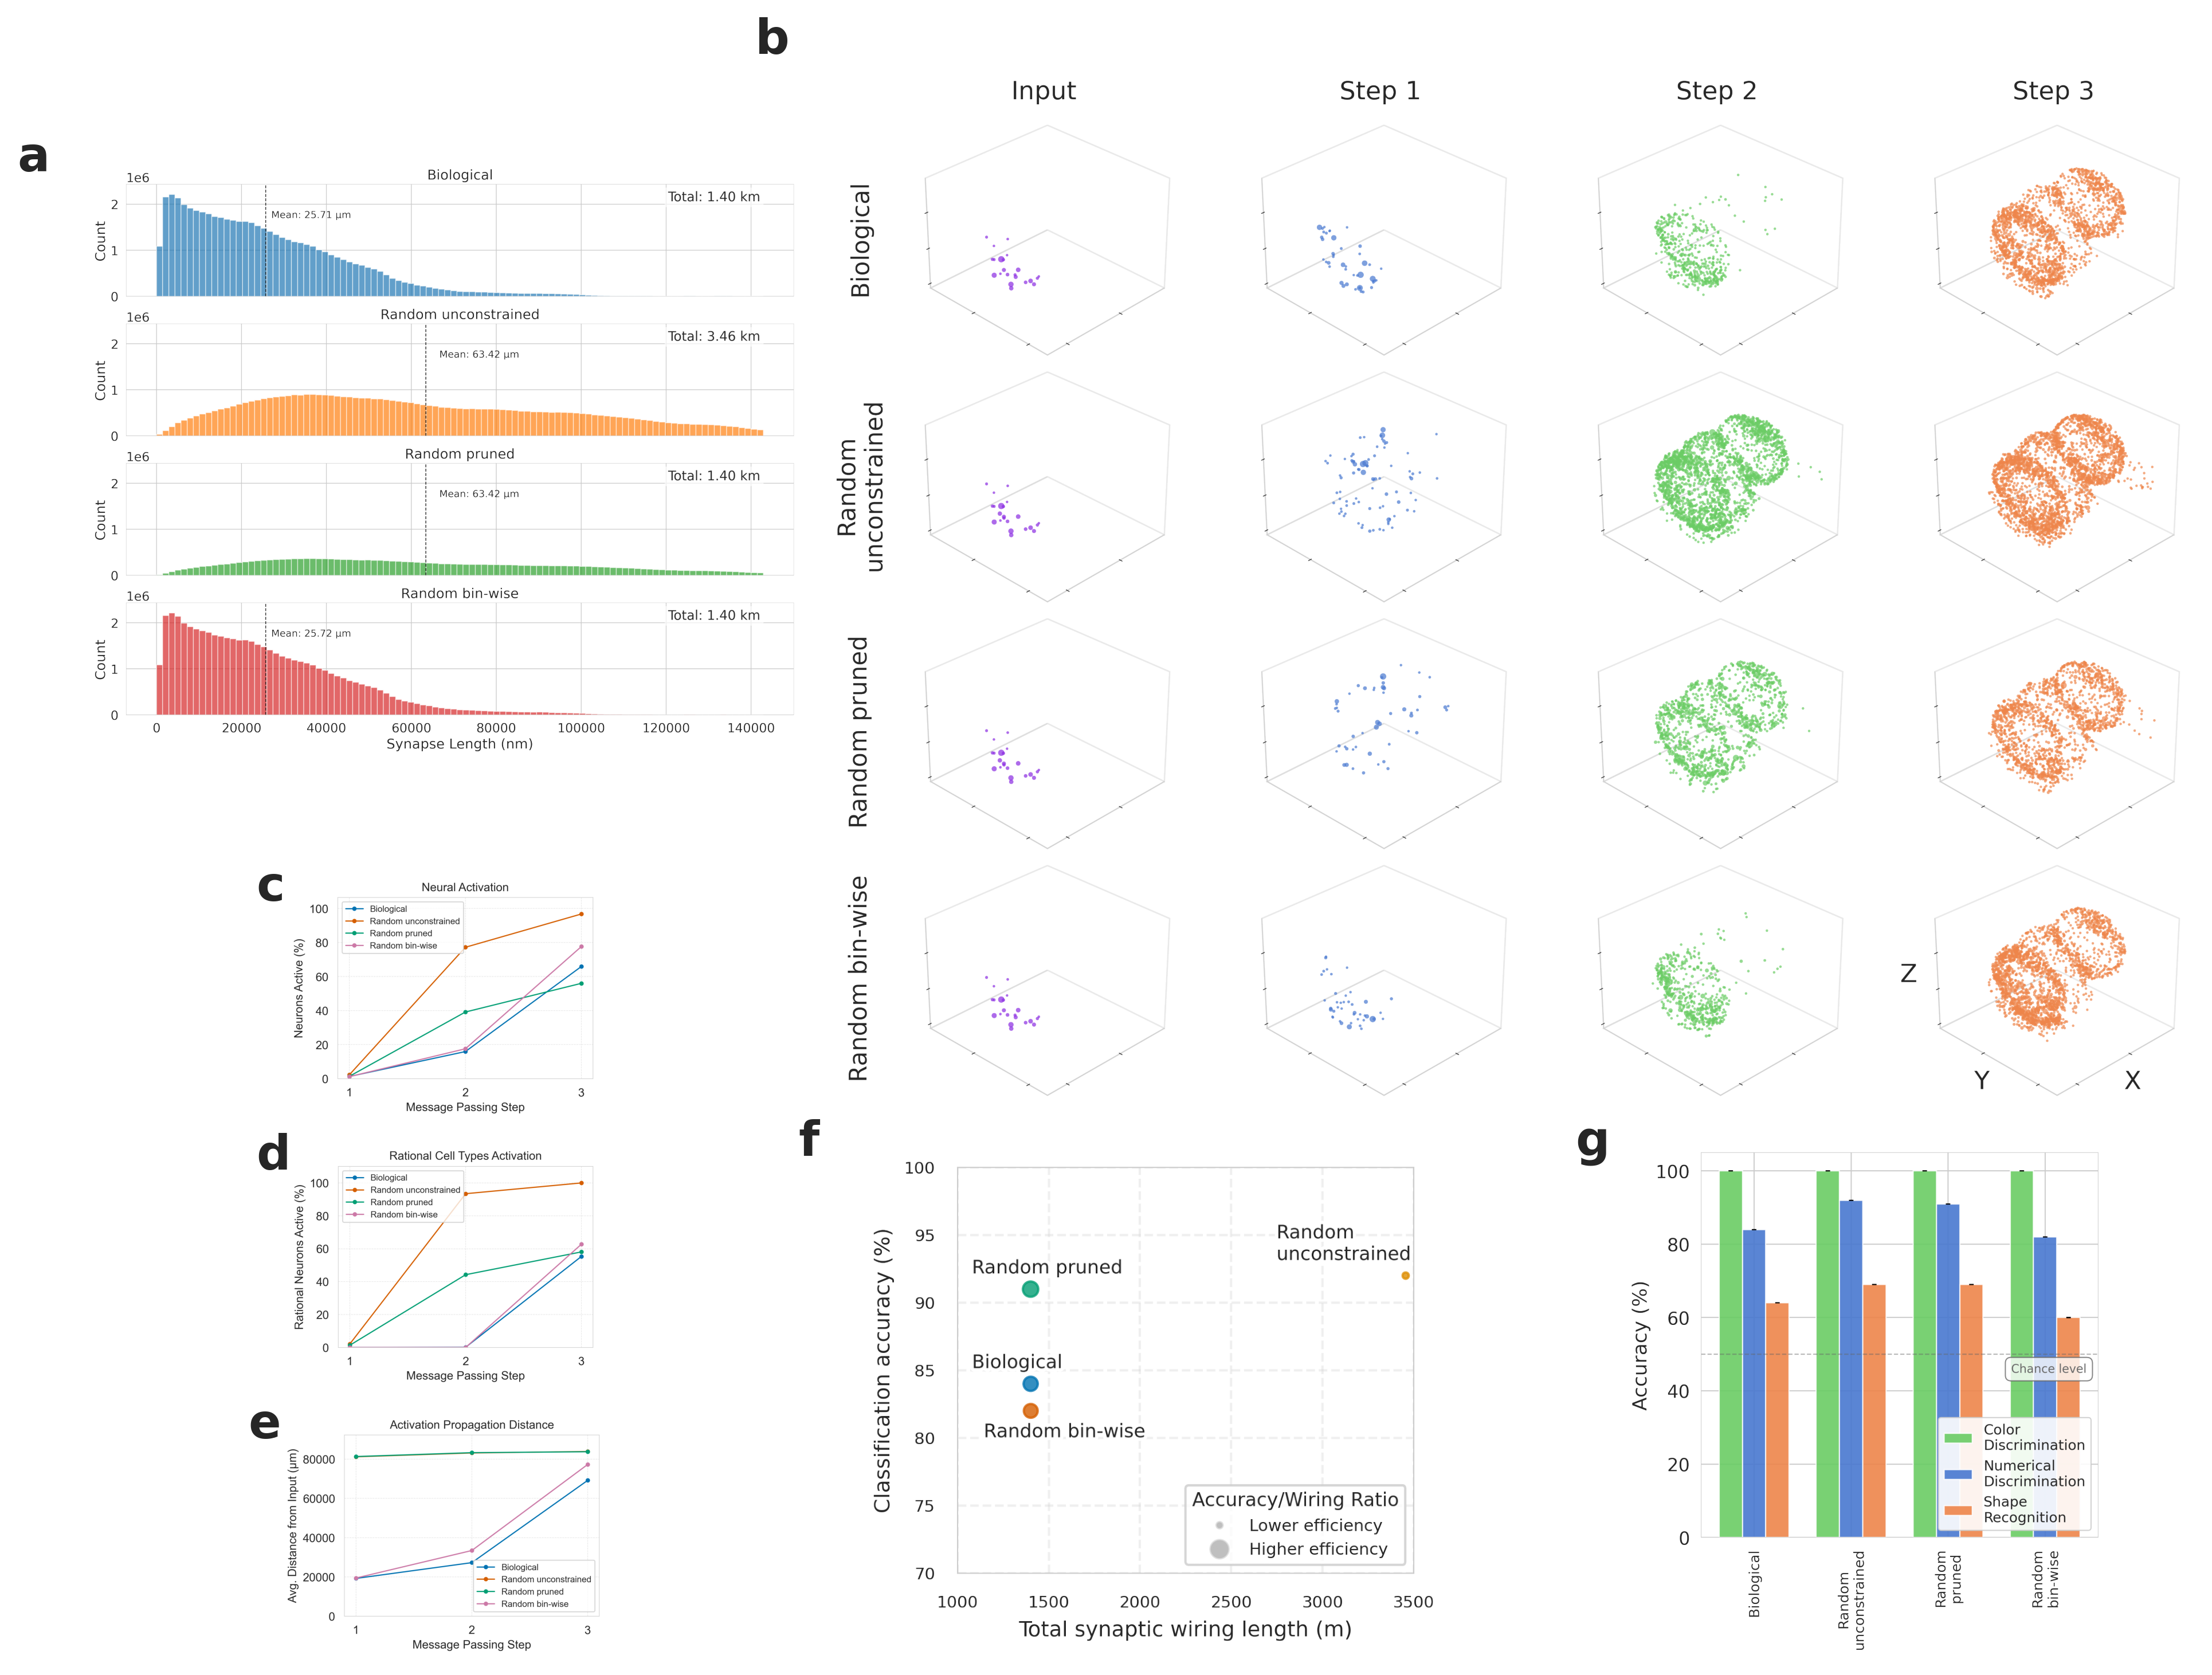 a
Biological
1e6
Count
2
1
0
Mean: 25.71 µm
Total: 1.40 km
Random unconstrained
1e6
Count
2
1
0
Mean: 63.42 µm
Total: 3.46 km
Random pruned
1e6
Count
2
1
0
Mean: 63.42 µm
Total: 1.40 km
Random bin-wise
1e6
Count
2
1
0
Mean: 25.72 µm
Total: 1.40 km
0 20000 40000 60000 80000 100000 120000 140000
Synapse Length (nm)
b
Input Step 1 Step 2 Step 3
Biological
Random
unconstrained
Random pruned
Random bin-wise
Z
Y
X
c
Neural Activation
Neurons Active (%)
100
80
60
40
20
0
Biological
Random unconstrained
Random pruned
Random bin-wise
1 2 3
Message Passing Step
d
Rational Cell Types Activation
Rational Neurons Active (%)
100
80
60
40
20
0
Biological
Random unconstrained
Random pruned
Random bin-wise
1 2 3
Message Passing Step
e
Activation Propagation Distance
Avg. Distance from Input (µm)
80000
60000
40000
20000
0
Biological
Random unconstrained
Random pruned
Random bin-wise
1 2 3
Message Passing Step
f
Classification accuracy (%)
100
95
90
85
80
75
70
Random
unconstrained
Random pruned
Biological
Random bin-wise
Accuracy/Wiring Ratio
Lower efficiency
Higher efficiency
1000 1500 2000 2500 3000 3500
Total synaptic wiring length (m)
g
Accuracy (%)
100
80
60
40
20
0
Chance level
Color
Discrimination
Numerical
Discrimination
Shape
Recognition
Biological
Random
unconstrained
Random
pruned
Random
bin-wise